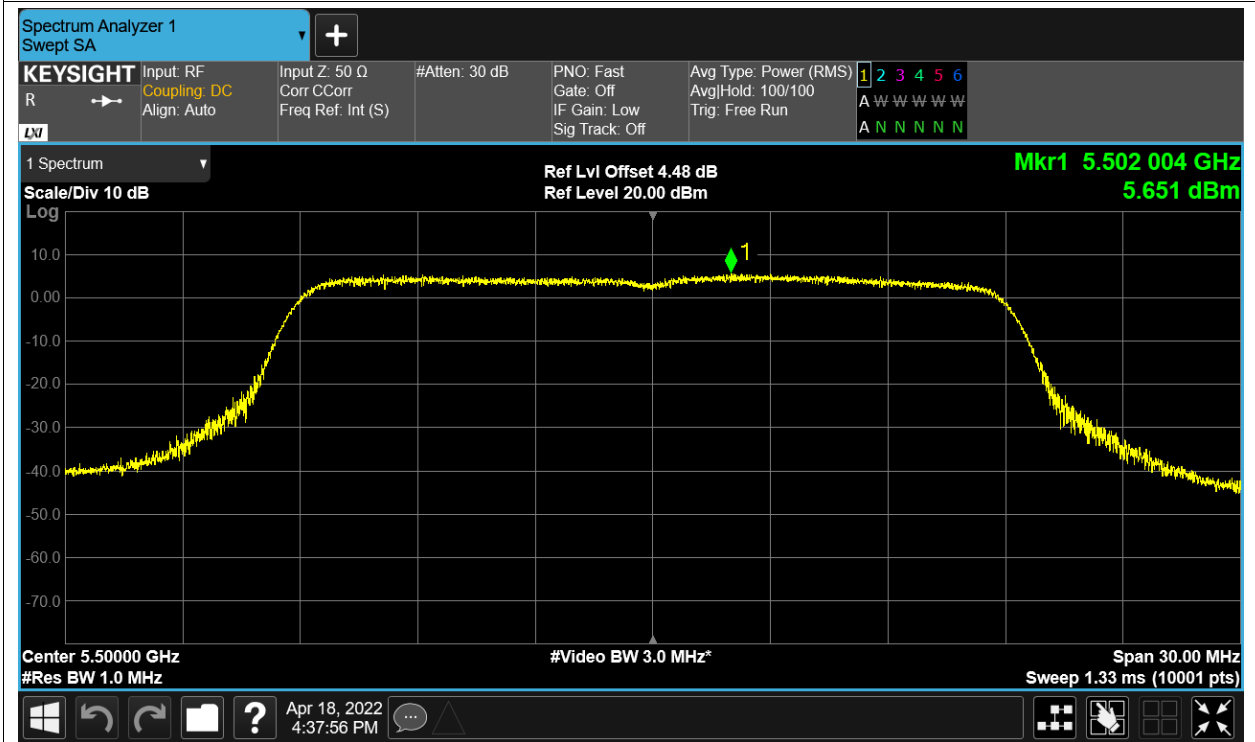 Spectrum Analyzer 1
Swept SA
KEYSIGHT
R
LXI
Input: RF
Coupling: DC
Align: Auto
Input Z: 50 Ω
Corr CCorr
Freq Ref: Int (S)
#Atten: 30 dB
PNO: Fast
Gate: Off
IF Gain: Low
Sig Track: Off
Avg Type: Power (RMS)
Avg|Hold: 100/100
Trig: Free Run
1 2 3 4 5 6
A W W W W W
A N N N N N
1 Spectrum
Scale/Div 10 dB
Log
Ref Lvl Offset 4.48 dB
Ref Level 20.00 dBm
Mkr1 5.502 004 GHz
5.651 dBm
1
10.0
0.00
-10.0
-20.0
-30.0
-40.0
-50.0
-60.0
-70.0
Center 5.50000 GHz
#Res BW 1.0 MHz
#Video BW 3.0 MHz*
Span 30.00 MHz
Sweep 1.33 ms (10001 pts)
?
Apr 18, 2022
4:37:56 PM